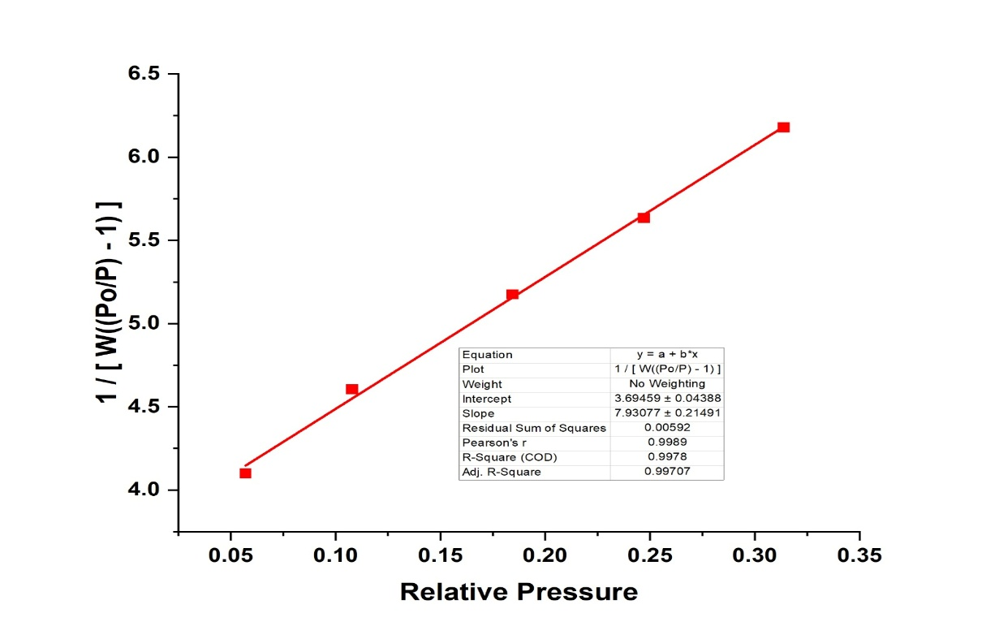 6.5
6.0
5.5
5.0
4.5
4.0
1 / [ W((Po/P) - 1) ]
Equation y = a + b*x
Plot 1 / [ W((Po/P) - 1) ]
Weight No Weighting
Intercept 3.69459 ± 0.04388
Slope 7.93077 ± 0.21491
Residual Sum of Squares 0.00592
Pearson's r 0.9989
R-Square (COD) 0.9978
Adj. R-Square 0.99707
0.05 0.10 0.15 0.20 0.25 0.30 0.35
Relative Pressure